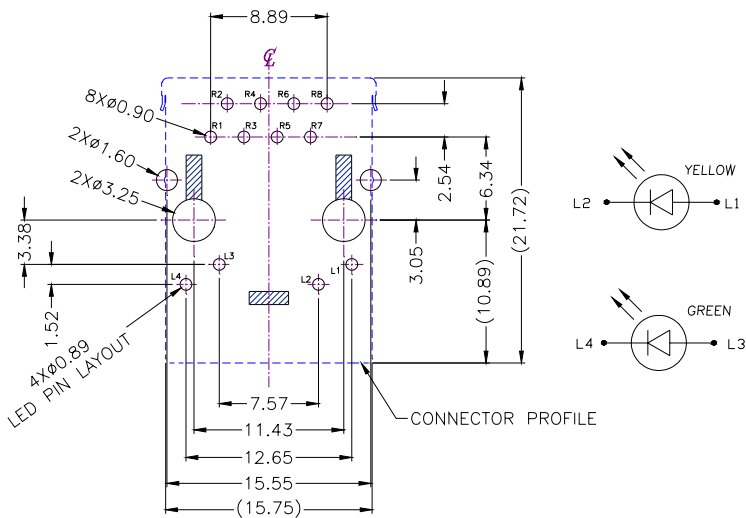 8.89
℄
R2 R4 R6 R8
8XØ0.90
R1 R3 R5 R7
2XØ1.60
2XØ3.25
2.54
6.34
(21.72)
3.38
3.05
(10.89)
L3
L1
L4
L2
1.52
4XØ0.89
LED PIN LAYOUT
7.57
CONNECTOR PROFILE
11.43
12.65
15.55
(15.75)
YELLOW
L2 L1
GREEN
L4 L3